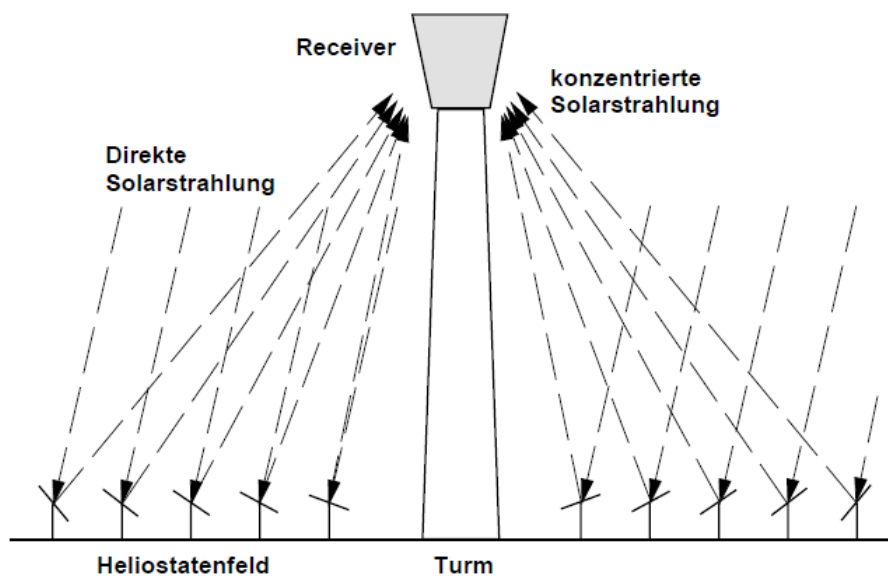 Receiver
konzentrierte
Solarstrahlung
Direkte
Solarstrahlung
Heliostatenfeld
Turm